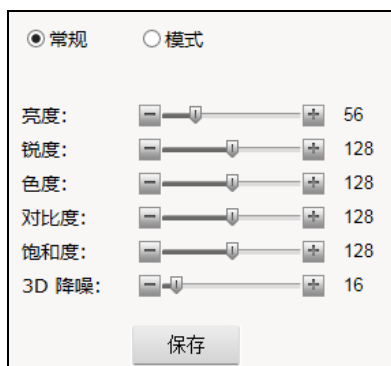 常规 模式
亮度: 56
锐度: 128
色度: 128
对比度: 128
饱和度: 128
3D 降噪: 16
保存